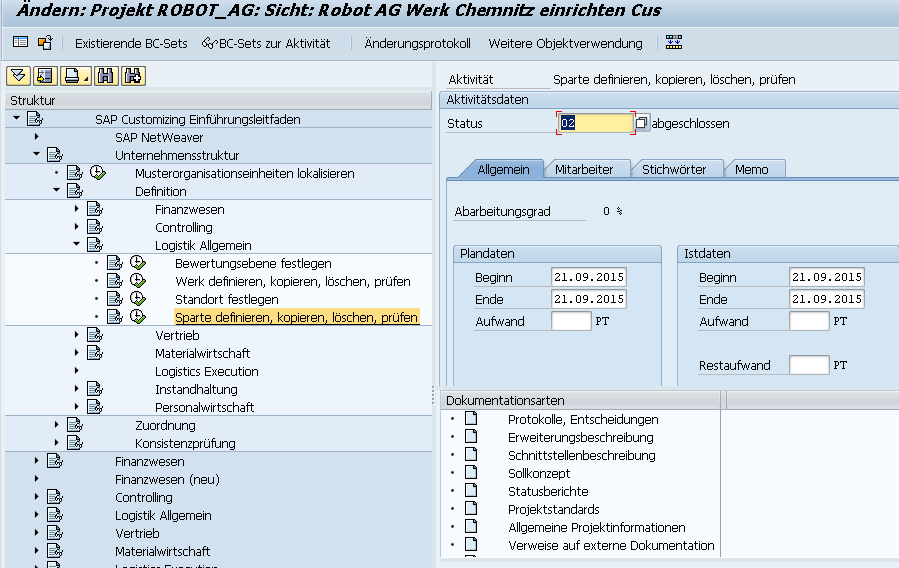 Ändern: Projekt ROBOT_AG: Sicht: Robot AG Werk Chemnitz einrichten Cus
Existierende BC-Sets BC-Sets zur Aktivität Änderungsprotokoll Weitere Objektverwendung
Struktur
SAP Customizing Einführungsleitfaden
SAP NetWeaver
Unternehmensstruktur
Musterorganisationseinheiten lokalisieren
Definition
Finanzwesen
Controlling
Logistik Allgemein
Bewertungsebene festlegen
Werk definieren, kopieren, löschen, prüfen
Standort festlegen
Sparte definieren, kopieren, löschen, prüfen
Vertrieb
Materialwirtschaft
Logistics Execution
Instandhaltung
Personalwirtschaft
Zuordnung
Konsistenzprüfung
Finanzwesen
Finanzwesen (neu)
Controlling
Logistik Allgemein
Vertrieb
Materialwirtschaft
Logistics Execution
Aktivität Sparte definieren, kopieren, löschen, prüfen
Aktivitätsdaten
Status 02 abgeschlossen
Allgemein Mitarbeiter Stichwörter Memo
Abarbeitungsgrad 0 %
Plandaten
Beginn 21.09.2015
Ende 21.09.2015
Aufwand PT
Istdaten
Beginn 21.09.2015
Ende 21.09.2015
Aufwand PT
Restaufwand PT
Dokumentationsarten
Protokolle, Entscheidungen
Erweiterungsbeschreibung
Schnittstellenbeschreibung
Sollkonzept
Statusberichte
Projektstandards
Allgemeine Projektinformationen
Verweise auf externe Dokumentation